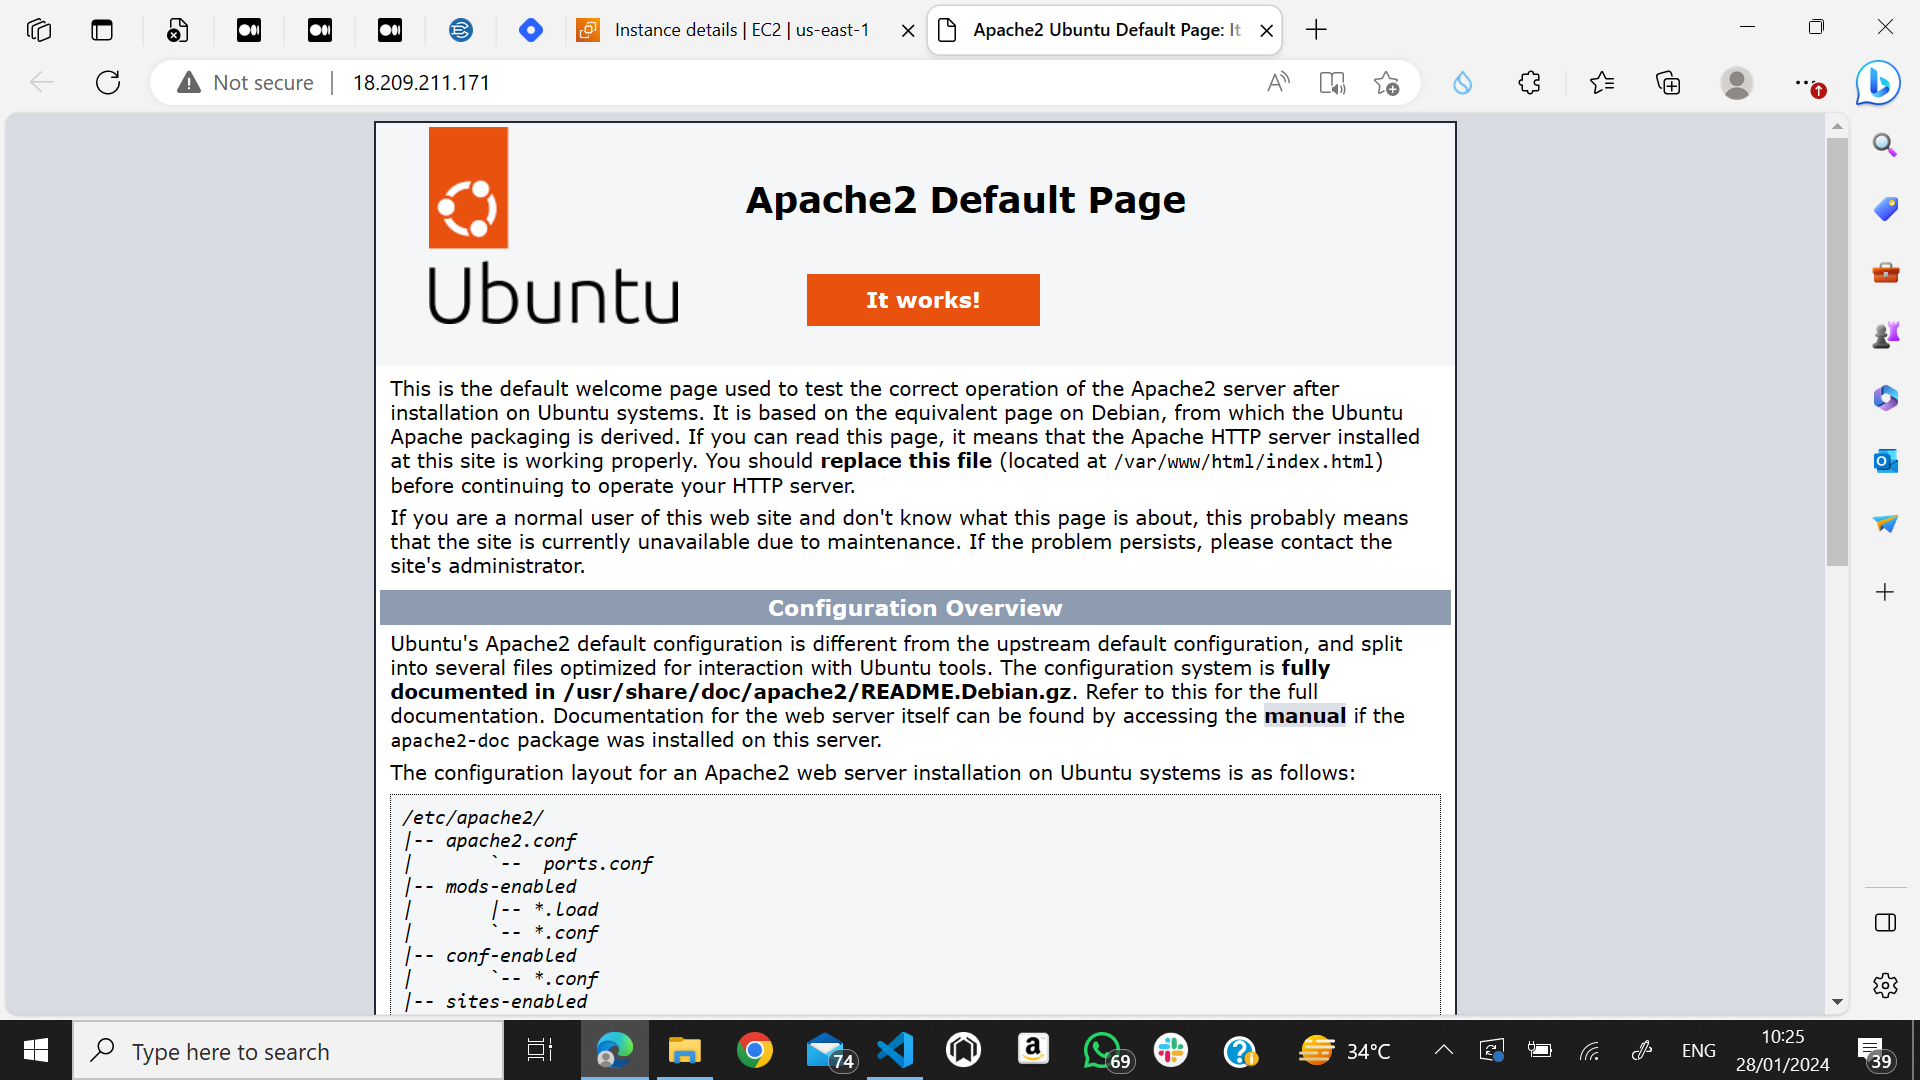 Instance details | EC2 | us-east-1
Apache2 Ubuntu Default Page: It
Not secure
18.209.211.171
Apache2 Default Page
Ubuntu
It works!
This is the default welcome page used to test the correct operation of the Apache2 server after
installation on Ubuntu systems. It is based on the equivalent page on Debian, from which the Ubuntu
Apache packaging is derived. If you can read this page, it means that the Apache HTTP server installed
at this site is working properly. You should replace this file (located at /var/www/html/index.html)
before continuing to operate your HTTP server.
If you are a normal user of this web site and don't know what this page is about, this probably means
that the site is currently unavailable due to maintenance. If the problem persists, please contact the
site's administrator.
Configuration Overview
Ubuntu's Apache2 default configuration is different from the upstream default configuration, and split
into several files optimized for interaction with Ubuntu tools. The configuration system is fully
documented in /usr/share/doc/apache2/README.Debian.gz. Refer to this for the full
documentation. Documentation for the web server itself can be found by accessing the manual if the
apache2-doc package was installed on this server.
The configuration layout for an Apache2 web server installation on Ubuntu systems is as follows:
/etc/apache2/
|-- apache2.conf
|       `--  ports.conf
|-- mods-enabled
|       |-- *.load
|       `-- *.conf
|-- conf-enabled
|       `-- *.conf
|-- sites-enabled
Type here to search
74
69
34°C
ENG
10:25
28/01/2024
39